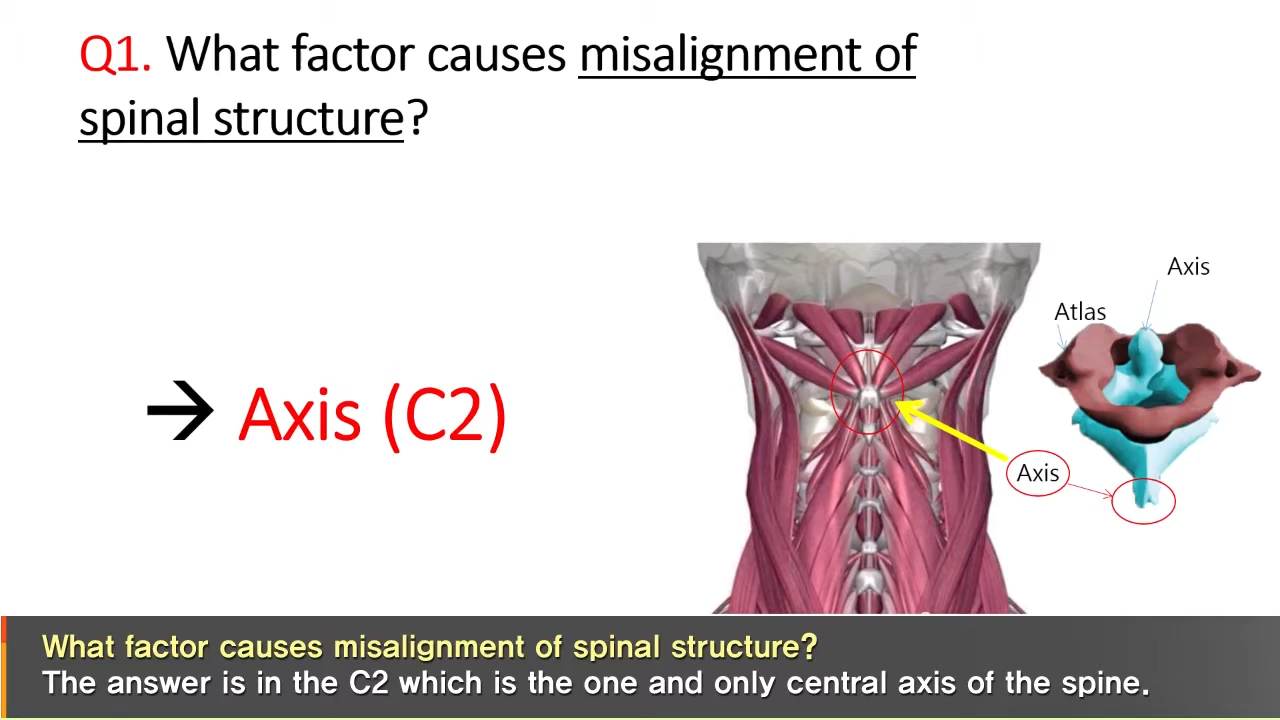 Q1. What factor causes misalignment of
spinal structure?
→ Axis (C2)
Axis
Atlas
Axis
What factor causes misalignment of spinal structure?
The answer is in the C2 which is the one and only central axis of the spine.